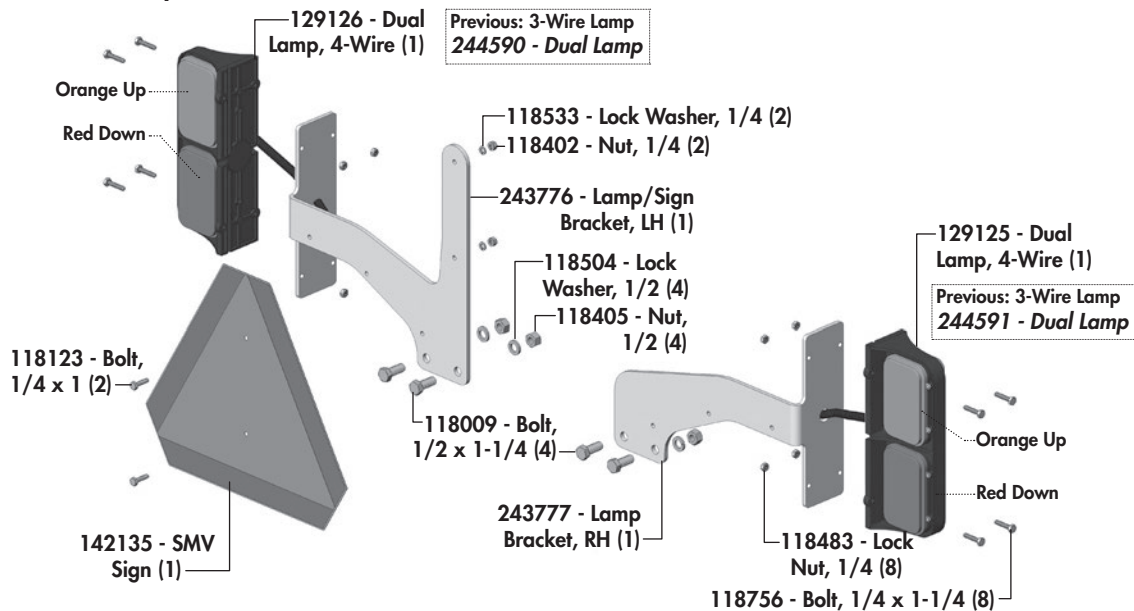 129126 - Dual
Lamp, 4-Wire (1)
Previous: 3-Wire Lamp
244590 - Dual Lamp
Orange Up
Red Down
118533 - Lock Washer, 1/4 (2)
118402 - Nut, 1/4 (2)
243776 - Lamp/Sign
Bracket, LH (1)
118504 - Lock
Washer, 1/2 (4)
118405 - Nut,
1/2 (4)
129125 - Dual
Lamp, 4-Wire (1)
Previous: 3-Wire Lamp
244591 - Dual Lamp
118123 - Bolt,
1/4 x 1 (2)
118009 - Bolt,
1/2 x 1-1/4 (4)
Orange Up
Red Down
142135 - SMV
Sign (1)
243777 - Lamp
Bracket, RH (1)
118483 - Lock
Nut, 1/4 (8)
118756 - Bolt, 1/4 x 1-1/4 (8)